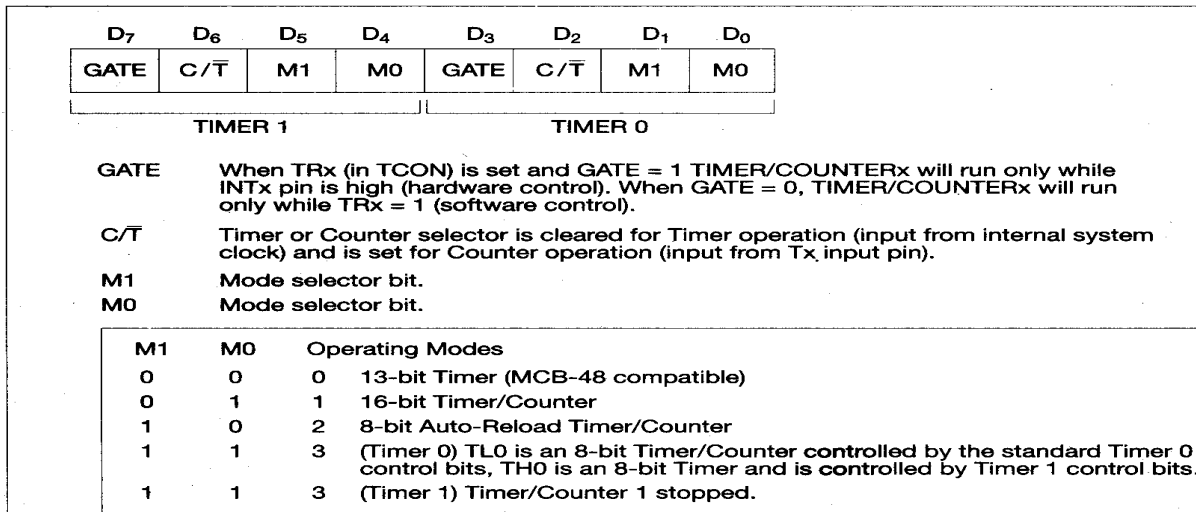 D7 D6 D5 D4 D3 D2 D1 D0
GATE C/T̅ M1 M0 GATE C/T̅ M1 M0
TIMER 1 TIMER 0
GATE When TRx (in TCON) is set and GATE = 1 TIMER/COUNTERx will run only while
INTx pin is high (hardware control). When GATE = 0, TIMER/COUNTERx will run
only while TRx = 1 (software control).
C/T̅ Timer or Counter selector is cleared for Timer operation (input from internal system
clock) and is set for Counter operation (input from Tx input pin).
M1 Mode selector bit.
M0 Mode selector bit.
M1 M0 Operating Modes
0 0 0 13-bit Timer (MCB-48 compatible)
0 1 1 16-bit Timer/Counter
1 0 2 8-bit Auto-Reload Timer/Counter
1 1 3 (Timer 0) TL0 is an 8-bit Timer/Counter controlled by the standard Timer 0
control bits, TH0 is an 8-bit Timer and is controlled by Timer 1 control bits.
1 1 3 (Timer 1) Timer/Counter 1 stopped.